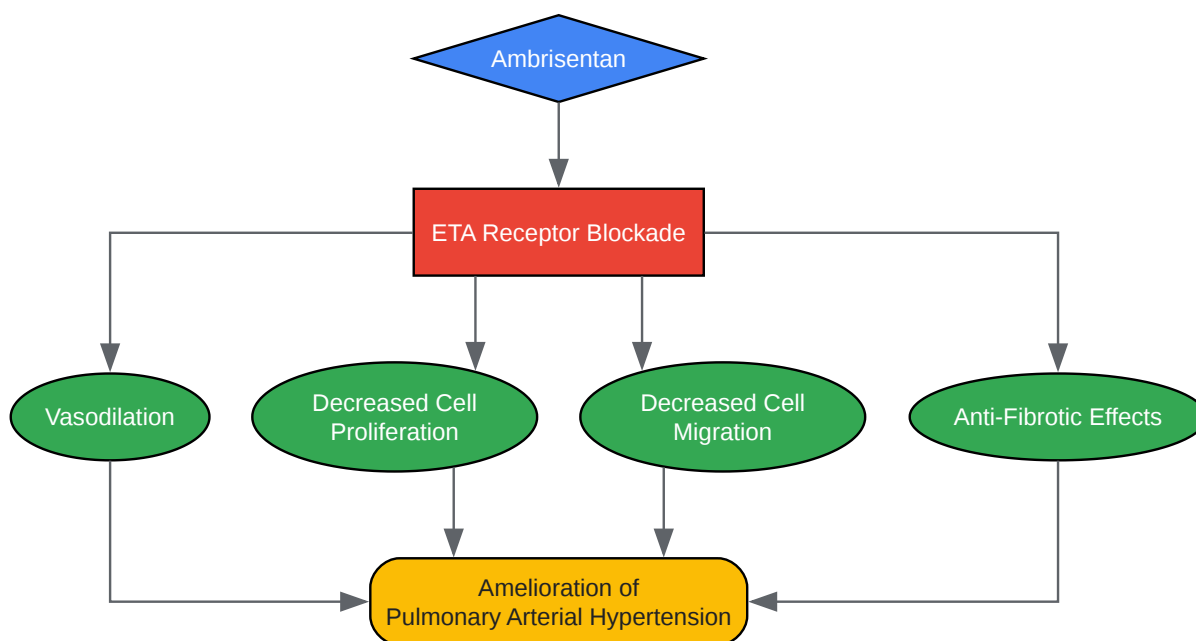 Ambrisentan
ETA Receptor Blockade
Vasodilation
Decreased Cell
Proliferation
Decreased Cell
Migration
Anti-Fibrotic Effects
Amelioration of
Pulmonary Arterial Hypertension